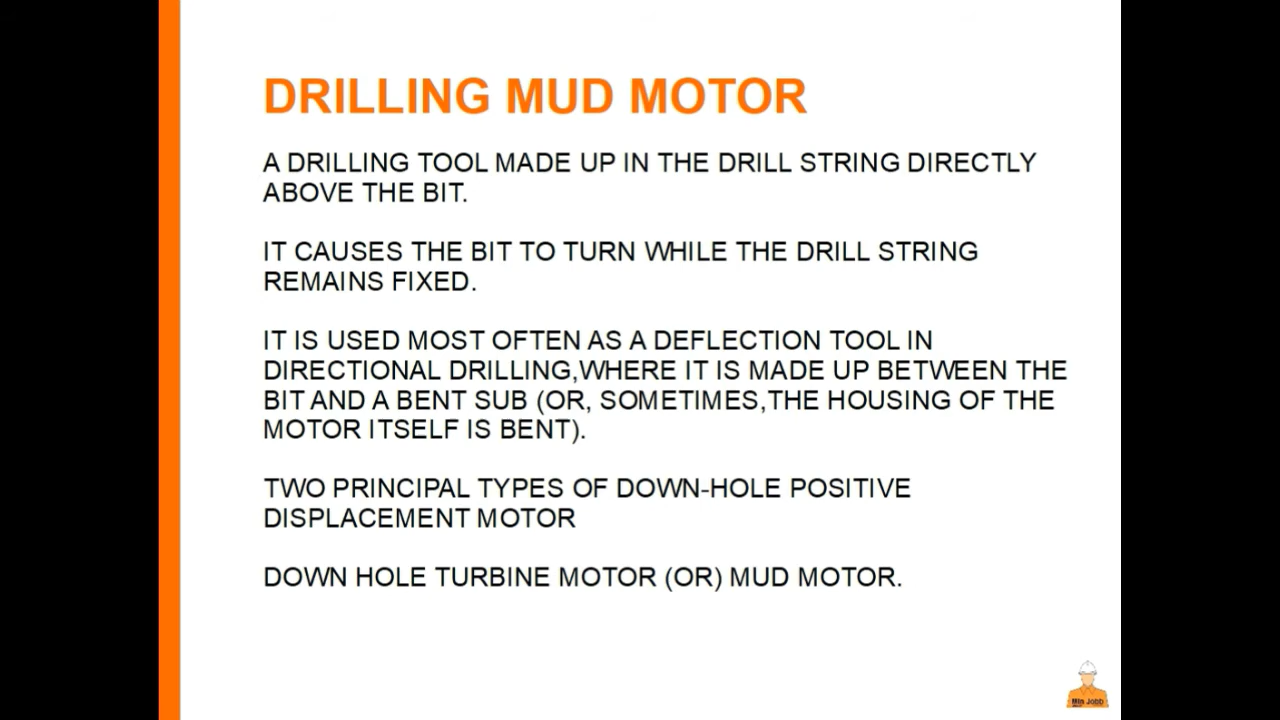 DRILLING MUD MOTOR
A DRILLING TOOL MADE UP IN THE DRILL STRING DIRECTLY
ABOVE THE BIT.
IT CAUSES THE BIT TO TURN WHILE THE DRILL STRING
REMAINS FIXED.
IT IS USED MOST OFTEN AS A DEFLECTION TOOL IN
DIRECTIONAL DRILLING,WHERE IT IS MADE UP BETWEEN THE
BIT AND A BENT SUB (OR, SOMETIMES,THE HOUSING OF THE
MOTOR ITSELF IS BENT).
TWO PRINCIPAL TYPES OF DOWN-HOLE POSITIVE
DISPLACEMENT MOTOR
DOWN HOLE TURBINE MOTOR (OR) MUD MOTOR.